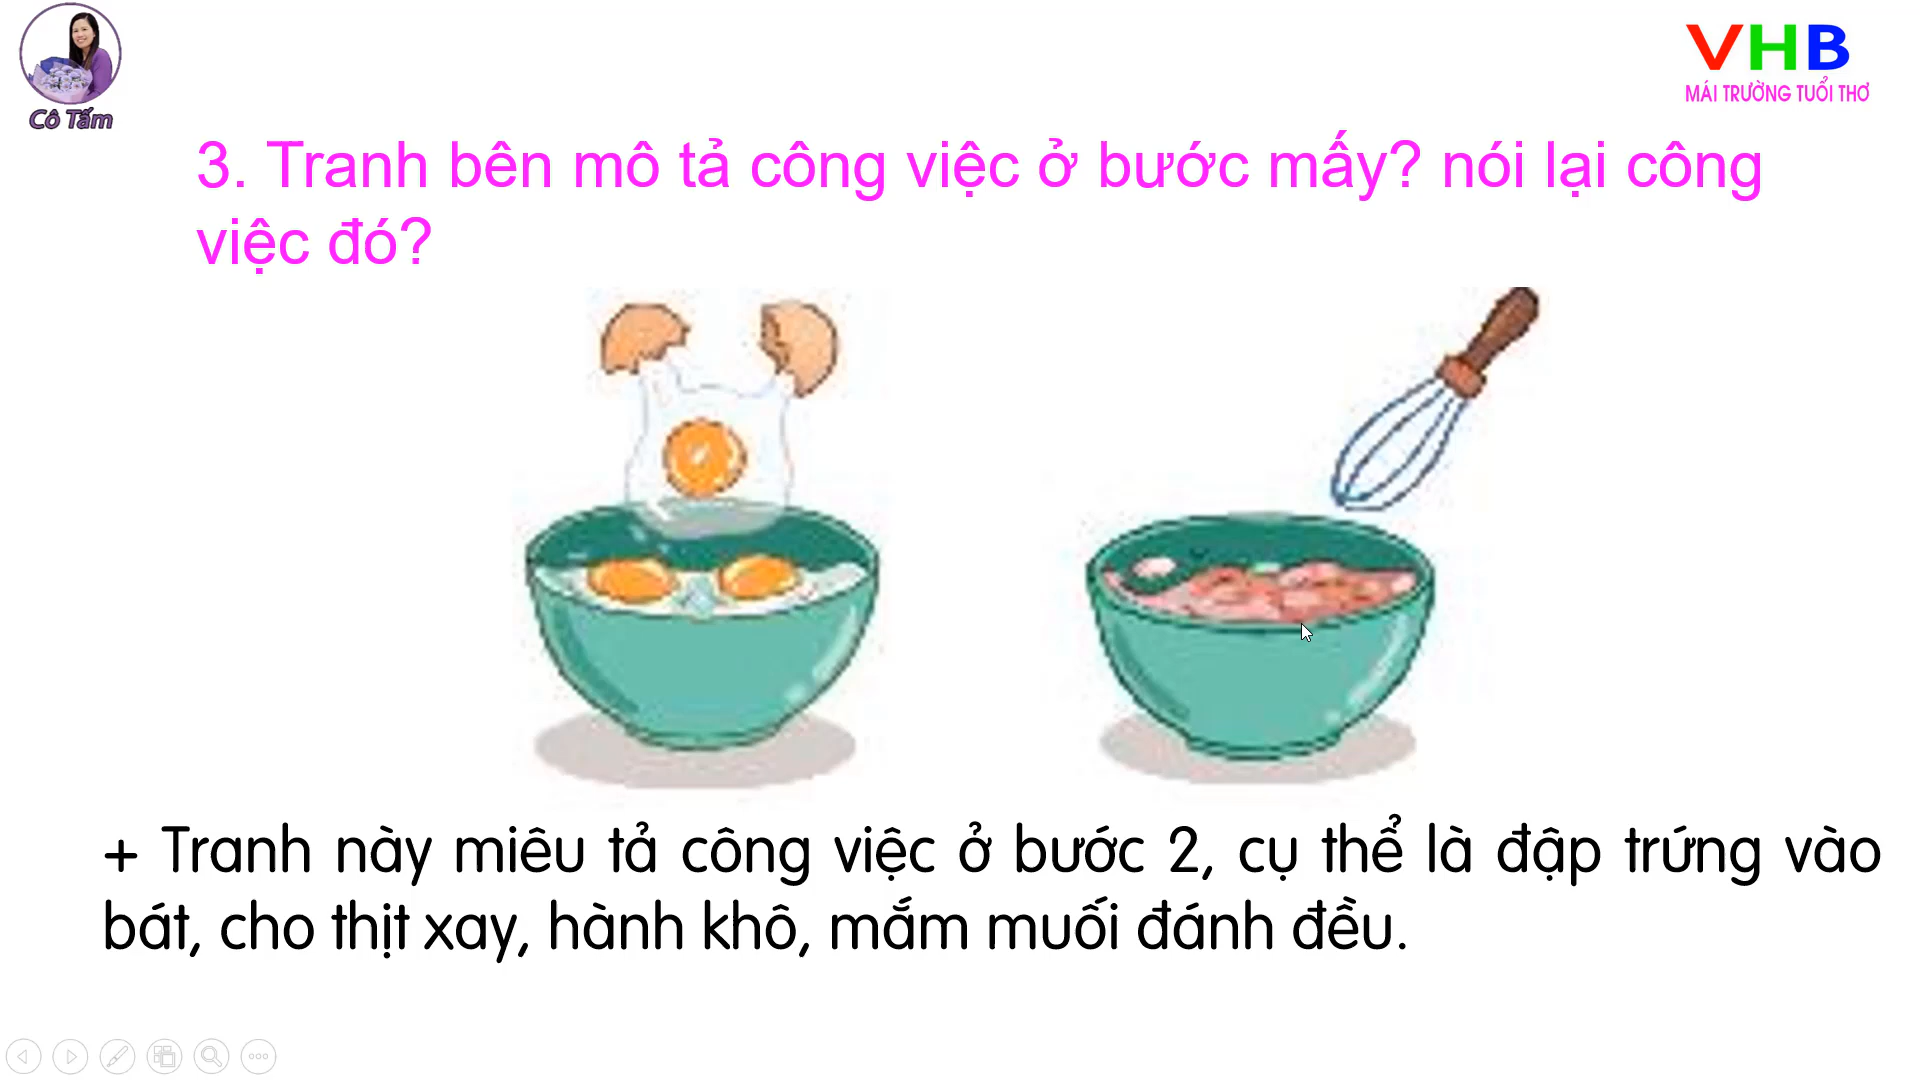 Cô Tấm
VHB
MÁI TRƯỜNG TUỔI THƠ
3. Tranh bên mô tả công việc ở bước mấy? nói lại công
việc đó?
+ Tranh này miêu tả công việc ở bước 2, cụ thể là đập trứng vào
bát, cho thịt xay, hành khô, mắm muối đánh đều.